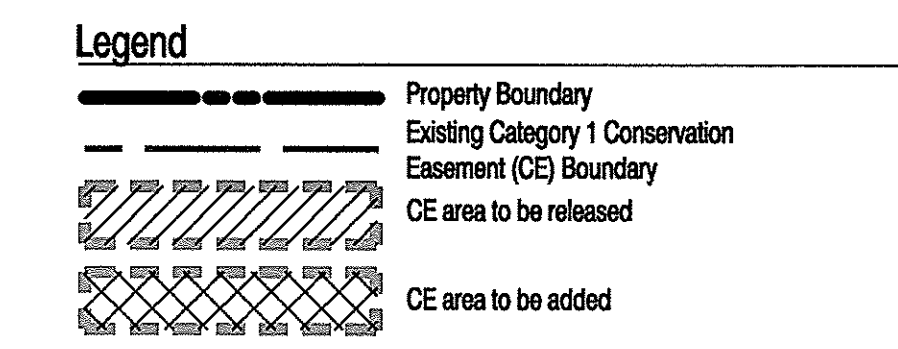 Legend
Property Boundary
Existing Category 1 Conservation
Easement (CE) Boundary
CE area to be released
CE area to be added